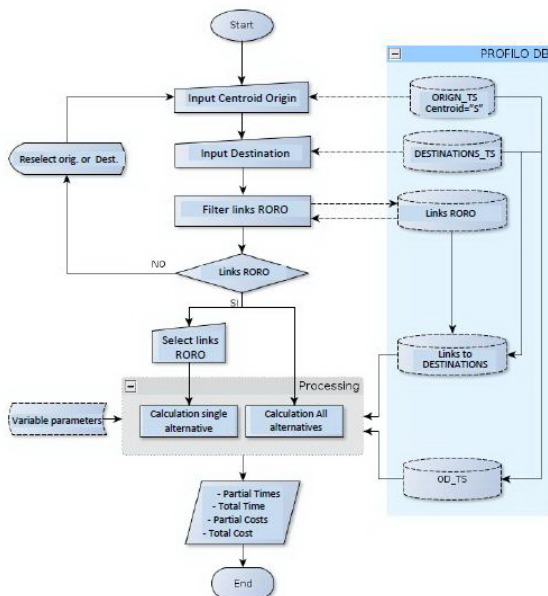 Start
PROFILO DB
Input Centroid Origin
ORIGN_TS
Centroid="S"
Reselect orig. or Dest.
Input Destination
DESTINATIONS_TS
Filter links RORO
Links RORO
NO
Links RORO
SI
Select links
RORO
Links to
DESTINATIONS
Processing
Variable parameters
Calculation single
alternative
Calculation All
alternatives
OD_TS
- Partial Times
- Total Time
- Partial Costs
- Total Cost
End